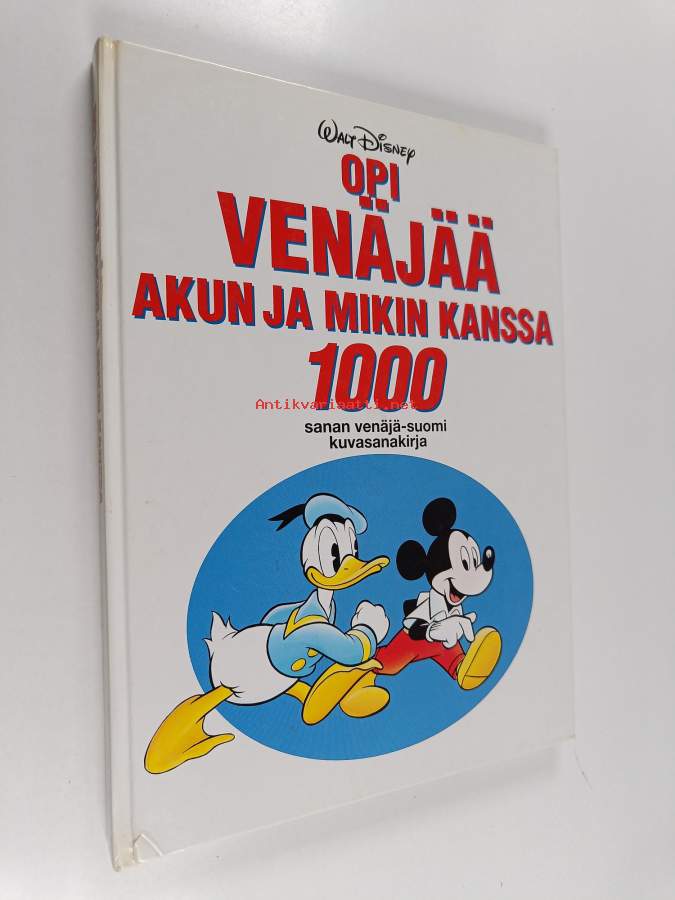 Walt Disney
OPI
VENÄJÄÄ
AKUN JA MIKIN KANSSA
1000
Antikvariaatti.net
sanan venäjä-suomi
kuvasanakirja